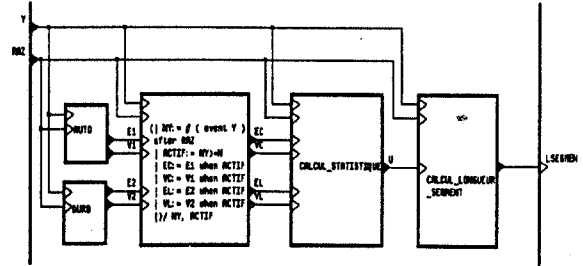 Y
RAZ
AUTO
E1
V1
DURB
E2
V2
(| NY:= # ( event Y )
after RAZ
| ACTIF:= NY>=N
| EC:= E1 when ACTIF
| VC:= V1 when ACTIF
| EL:= E2 when ACTIF
| VL:= V2 when ACTIF
|)/ NY, ACTIF
EC
VC
EL
VL
CALCUL_STATISTIQUE
U
CALCUL_LONGUEUR
_SEGMENT
LSEGMEN